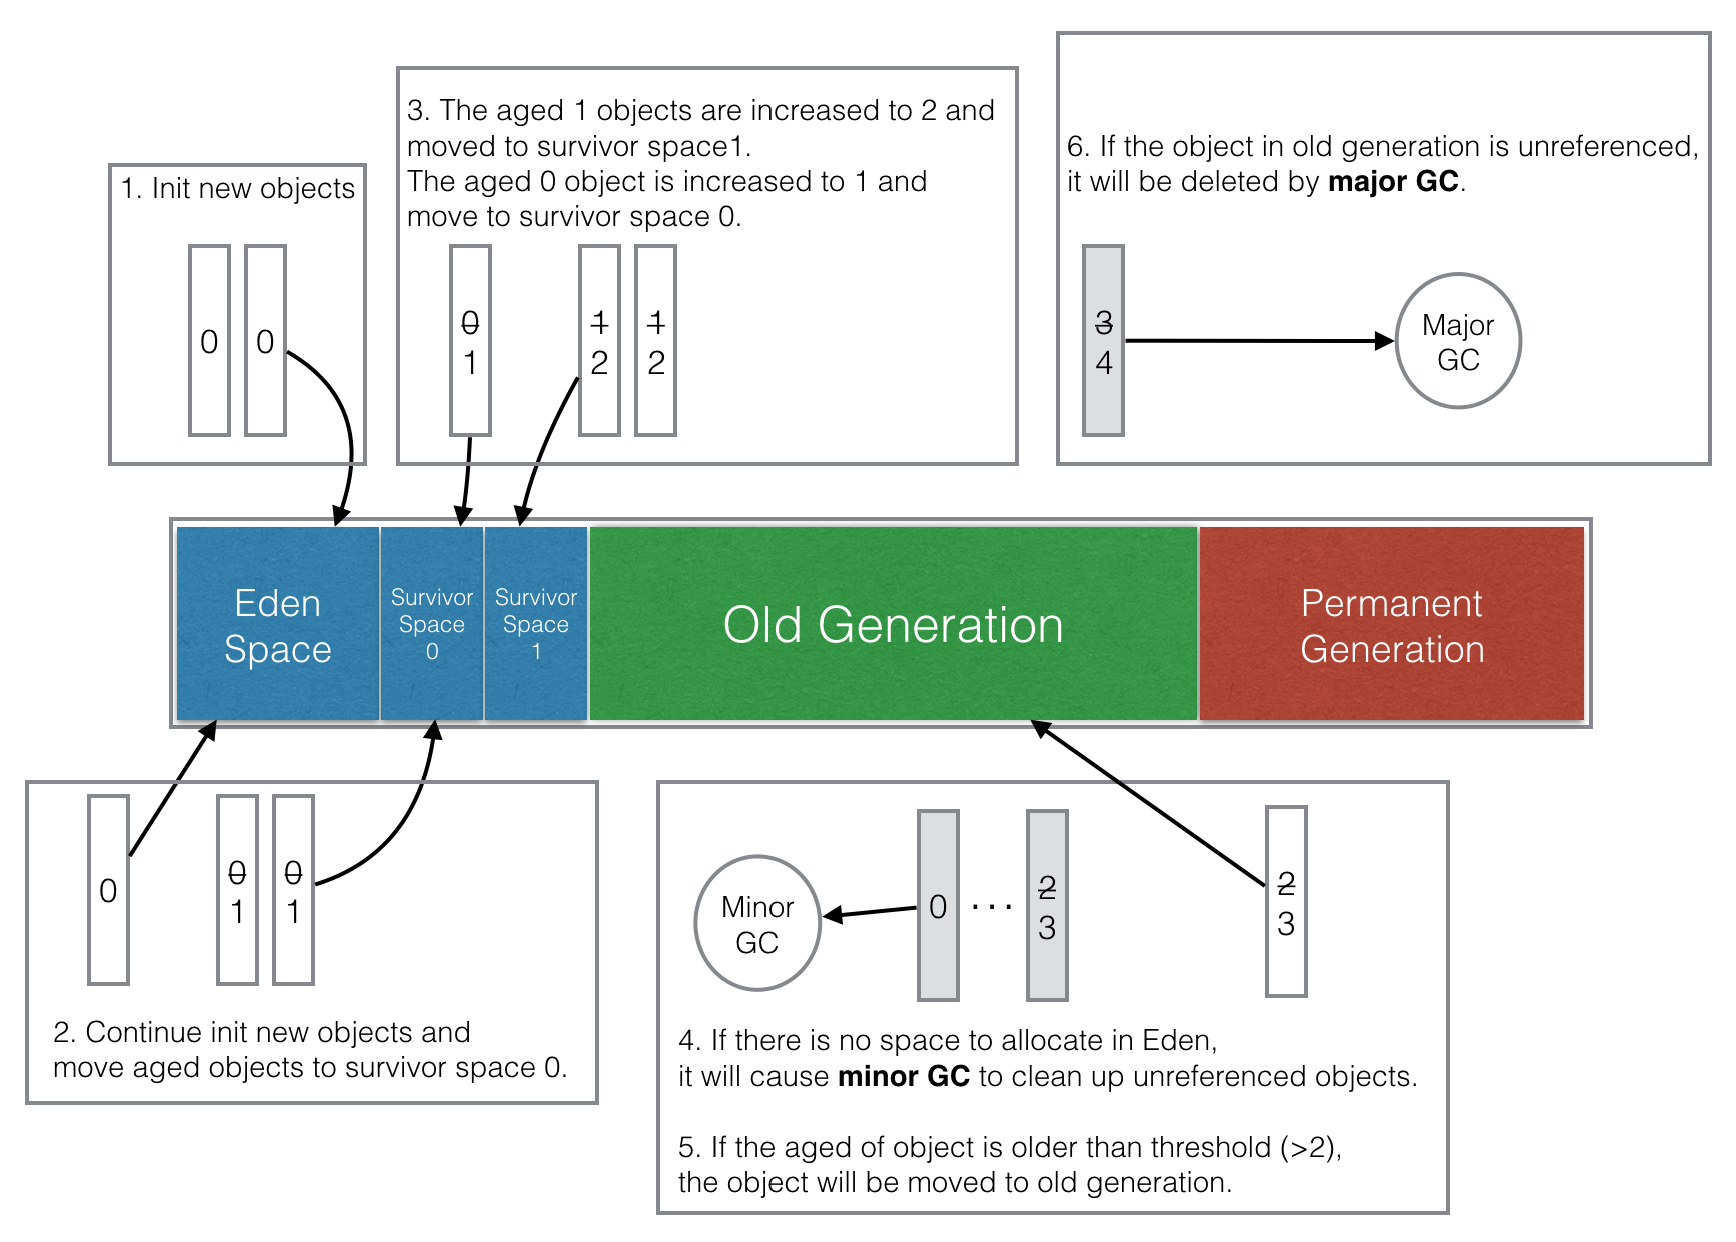 1. Init new objects
0 0
3. The aged 1 objects are increased to 2 and
moved to survivor space1.
The aged 0 object is increased to 1 and
move to survivor space 0.
0 1 1
1 2 2
6. If the object in old generation is unreferenced,
it will be deleted by major GC.
3
4
Major
GC
Eden
Space
Survivor
Space
0
Survivor
Space
1
Old Generation
Permanent
Generation
0
0 0
1 1
2. Continue init new objects and
move aged objects to survivor space 0.
Minor
GC
0 ...
2
3
2
3
4. If there is no space to allocate in Eden,
it will cause minor GC to clean up unreferenced objects.
5. If the aged of object is older than threshold (>2),
the object will be moved to old generation.